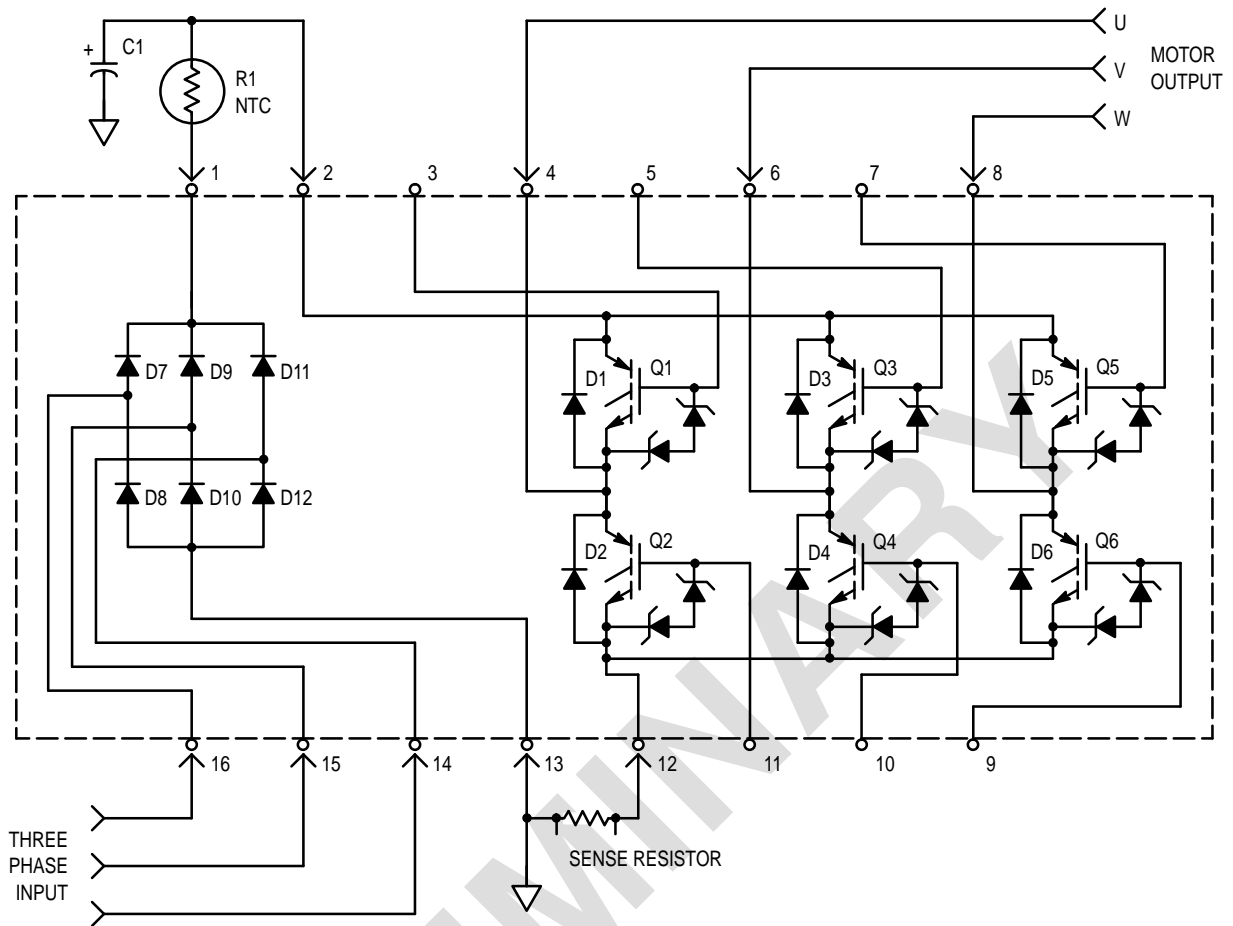 + C1
R1
NTC
U
V
MOTOR
OUTPUT
W
1 2 3 4 5 6 7 8
D7 D9 D11
D1 Q1 D3 Q3 D5 Q5
D8 D10 D12
D2 Q2 D4 Q4 D6 Q6
16 15 14 13 12 11 10 9
THREE
PHASE
INPUT
SENSE RESISTOR
MINARY